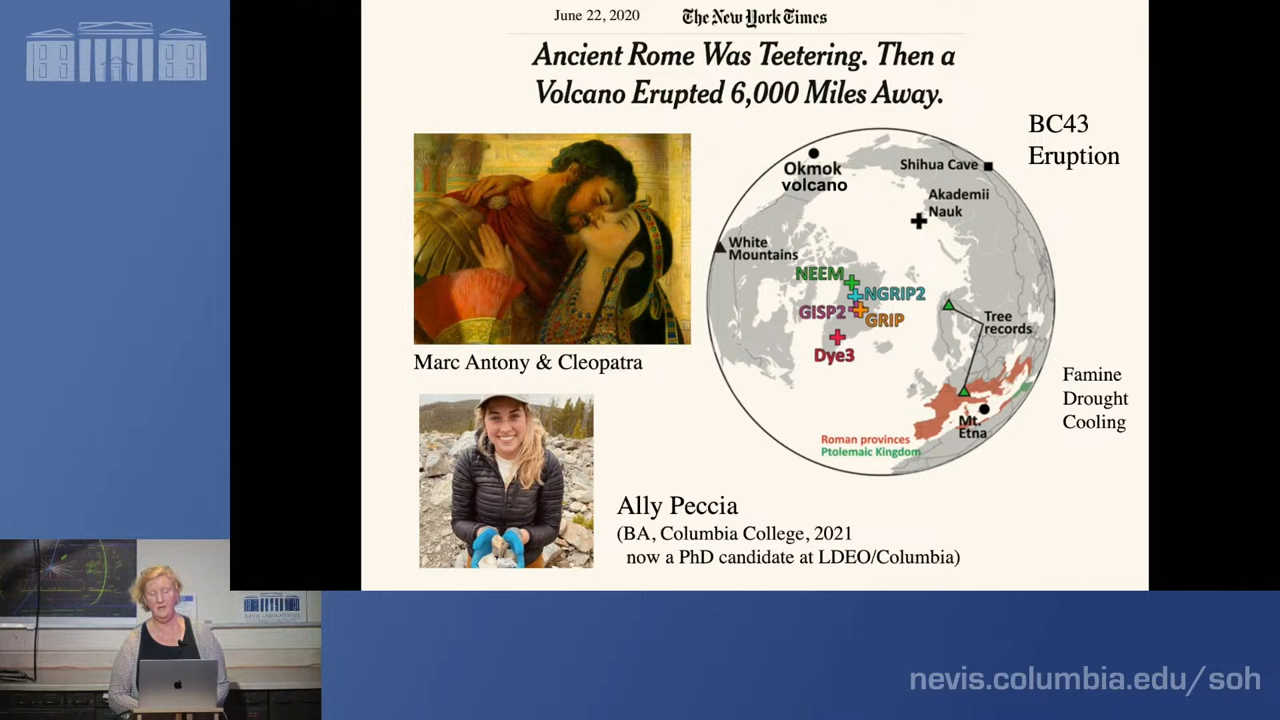 June 22, 2020 The New York Times
Ancient Rome Was Teetering. Then a
Volcano Erupted 6,000 Miles Away.
BC43
Eruption
Okmok
volcano
Shihua Cave
Akademii
Nauk
White
Mountains
NEEM
NGRIP2
GISP2
GRIP
Dye3
Tree
records
Mt.
Etna
Roman provinces
Ptolemaic Kingdom
Famine
Drought
Cooling
Marc Antony & Cleopatra
Ally Peccia
(BA, Columbia College, 2021
now a PhD candidate at LDEO/Columbia)
nevis.columbia.edu/soh